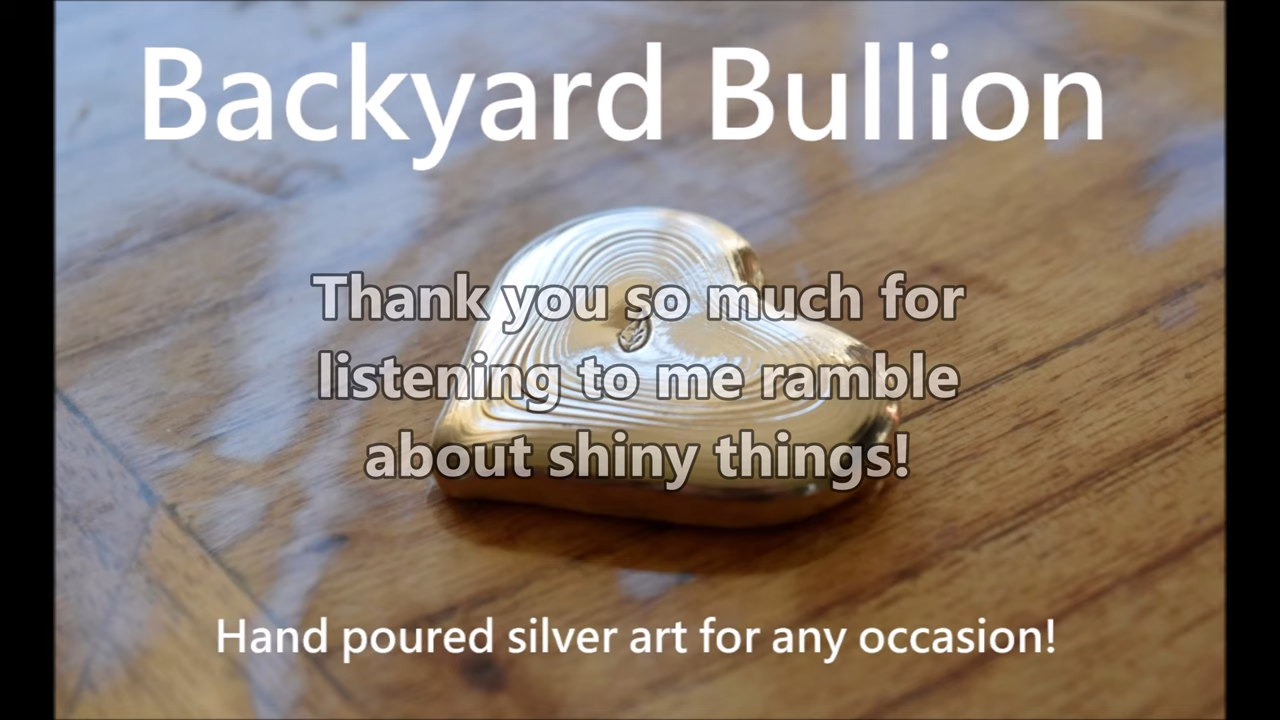 Backyard Bullion
Thank you so much for
listening to me ramble
about shiny things!
Hand poured silver art for any occasion!